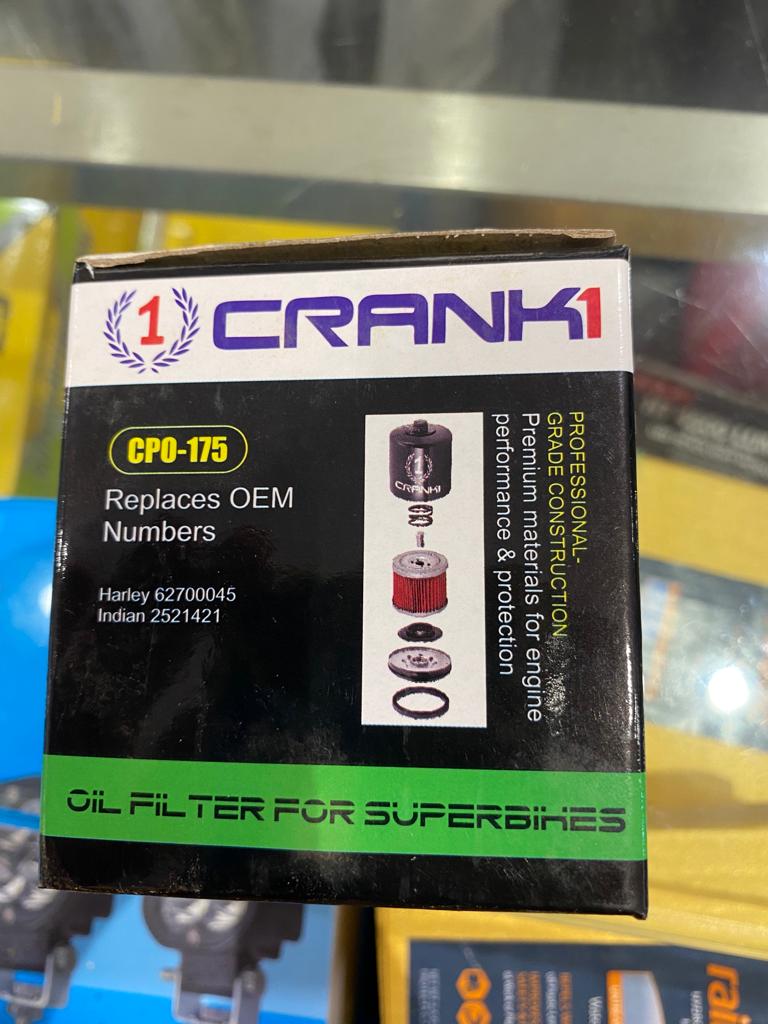 1 CRANK1
CPO-175
Replaces OEM
Numbers
Harley 62700045
Indian 2521421
1
CRANK1
PROFESSIONAL-
GRADE CONSTRUCTION
Premium materials for engine
performance & protection
OIL FILTER FOR SUPERBIKES